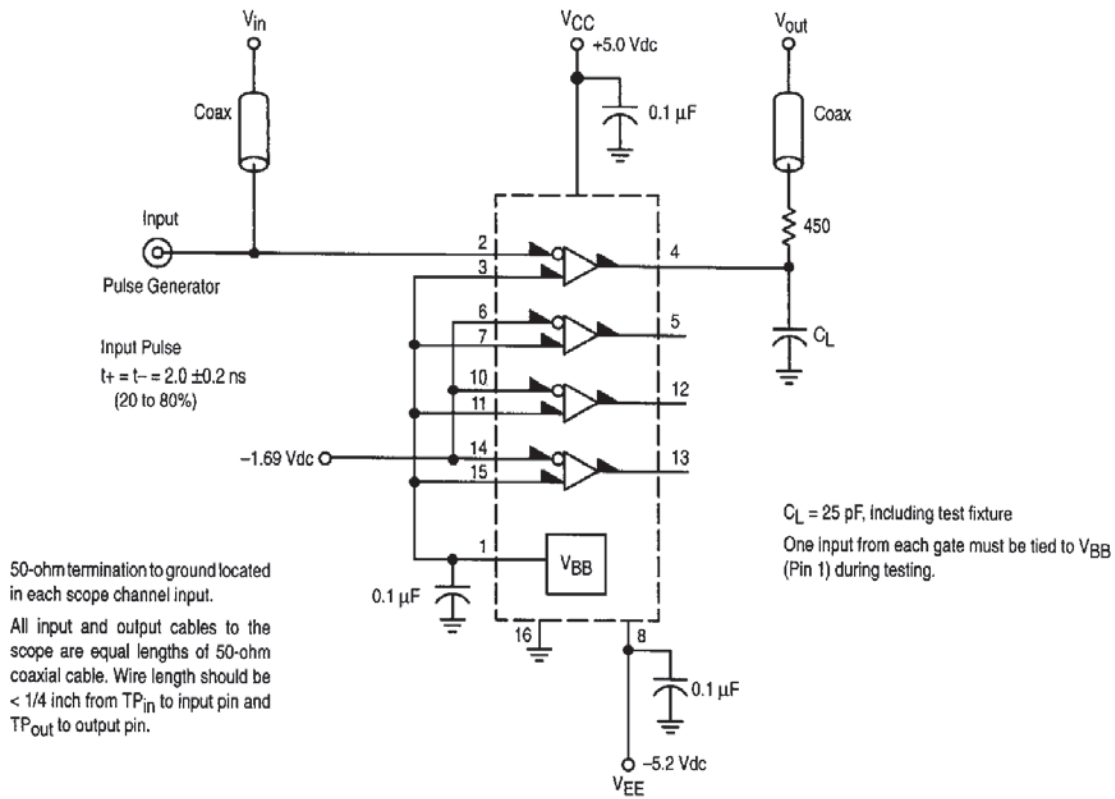 Vin
VCC
+5.0 Vdc
Vout
Coax
0.1 µF
Coax
Input
450
Pulse Generator
2
3
4
6
7
5
CL
Input Pulse
t+ = t– = 2.0 ±0.2 ns
(20 to 80%)
10
11
12
–1.69 Vdc
14
15
13
CL = 25 pF, including test fixture
One input from each gate must be tied to VBB
(Pin 1) during testing.
1
VBB
0.1 µF
50-ohm termination to ground located
in each scope channel input.
All input and output cables to the
scope are equal lengths of 50-ohm
coaxial cable. Wire length should be
< 1/4 inch from TPin to input pin and
TPout to output pin.
16
8
0.1 µF
–5.2 Vdc
VEE